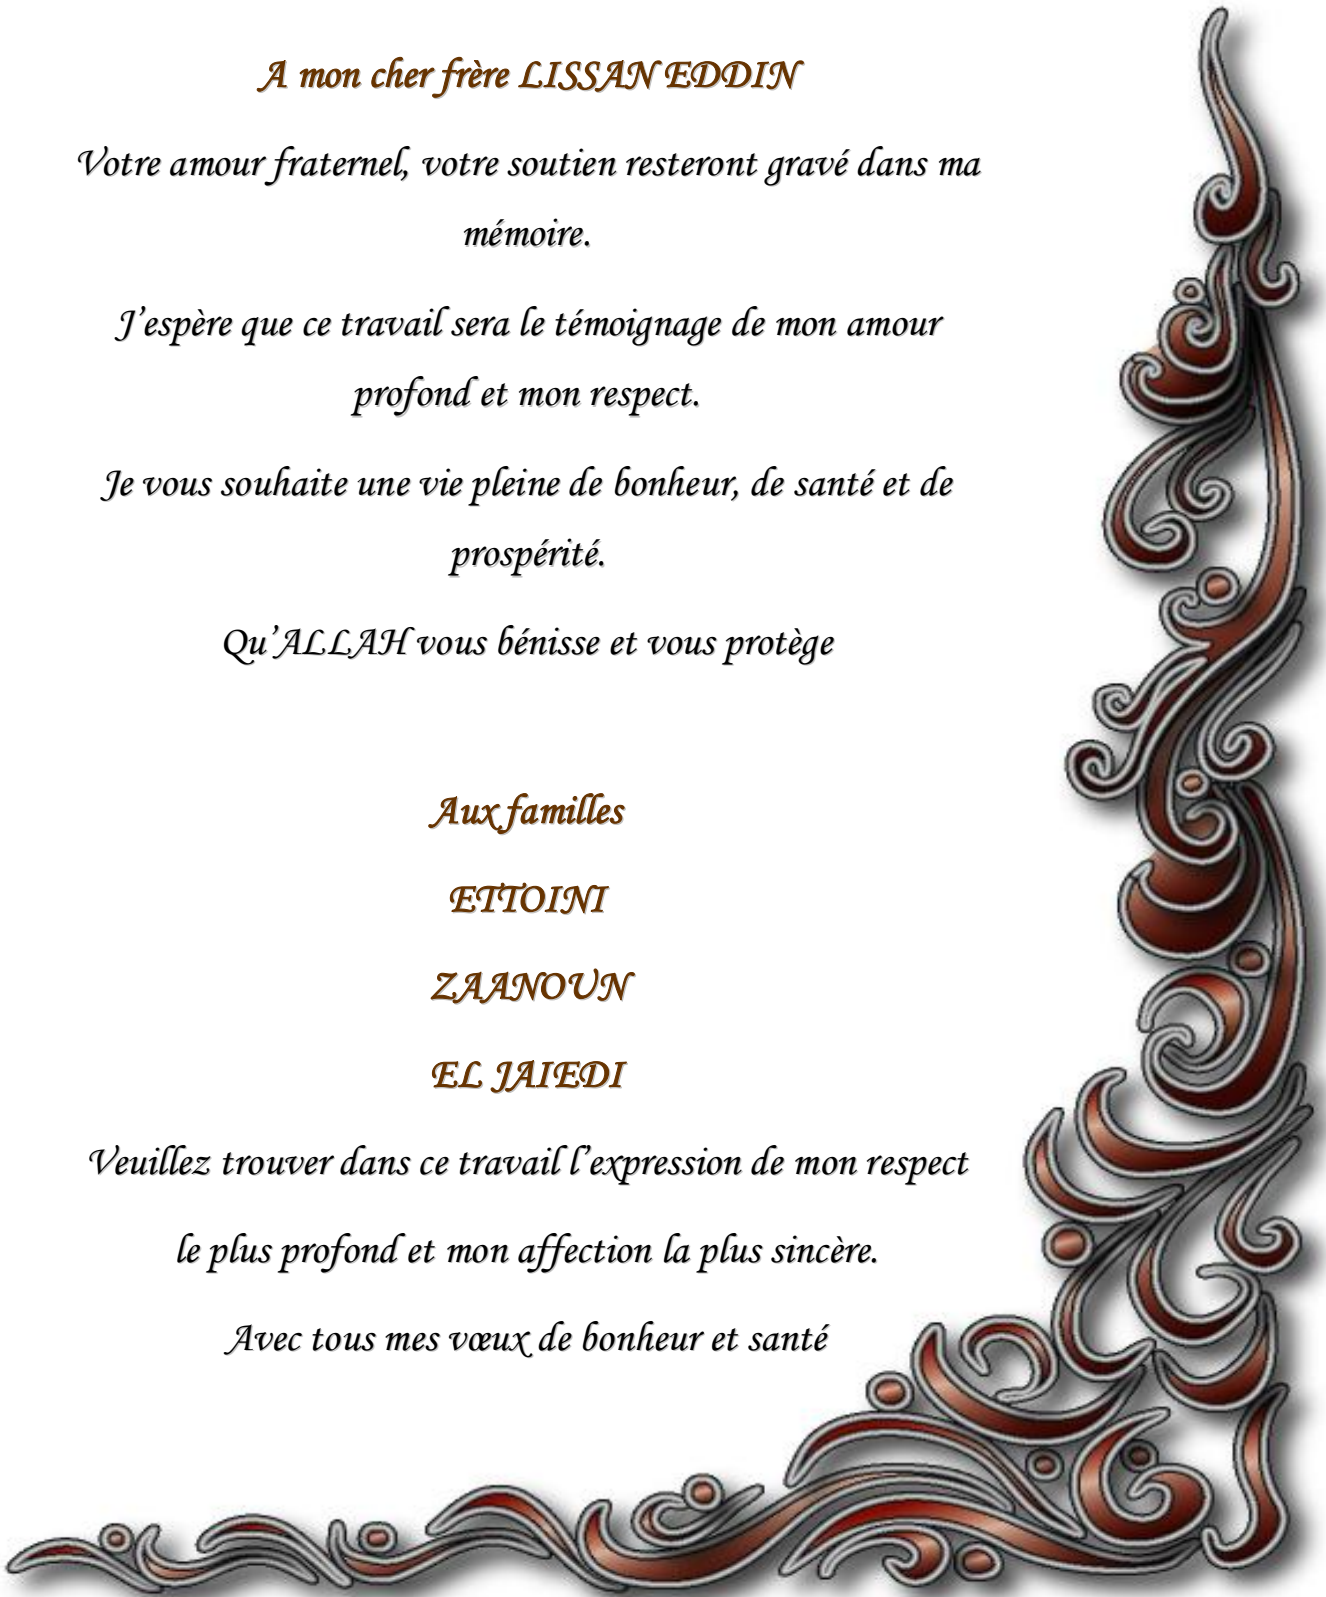 A mon cher frère LISSAN EDDIN
Votre amour fraternel, votre soutien resteront gravé dans ma
mémoire.
J’espère que ce travail sera le témoignage de mon amour
profond et mon respect.
Je vous souhaite une vie pleine de bonheur, de santé et de
prospérité.
Qu’ALLAH vous bénisse et vous protège
Aux familles
ETTOINI
ZAANOUN
EL JAIEDI
Veuillez trouver dans ce travail l’expression de mon respect
le plus profond et mon affection la plus sincère.
Avec tous mes vœux de bonheur et santé